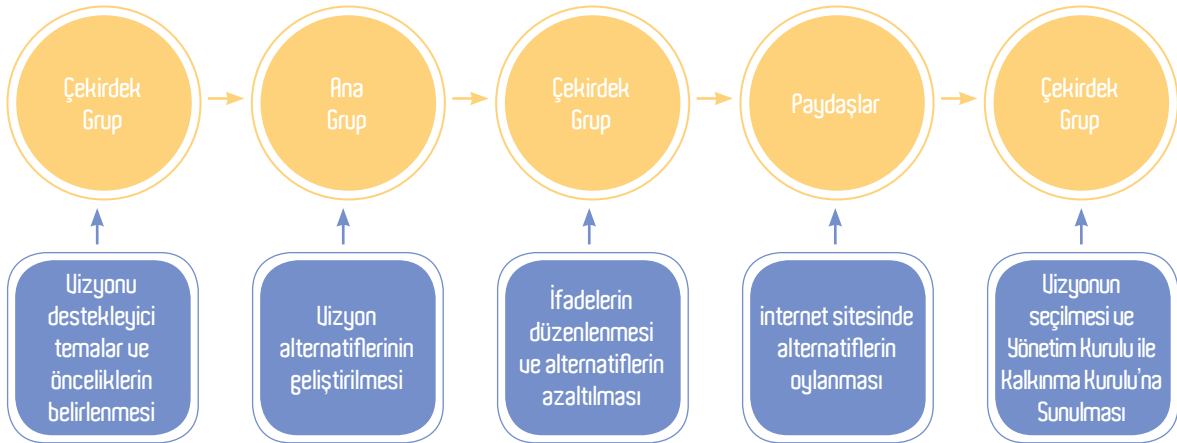 Çekirdek
Grup
Ana
Grup
Çekirdek
Grup
Paydaşlar
Çekirdek
Grup
Vizyonu
destekleyici
temalar ve
önceliklerin
belirlenmesi
Vizyon
alternatiflerinin
geliştirilmesi
İfadelerin
düzenlenmesi
ve alternatiflerin
azaltılması
internet sitesinde
alternatiflerin
oylanması
Vizyonun
seçilmesi ve
Yönetim Kurulu ile
Kalkınma Kurulu'na
Sunulması